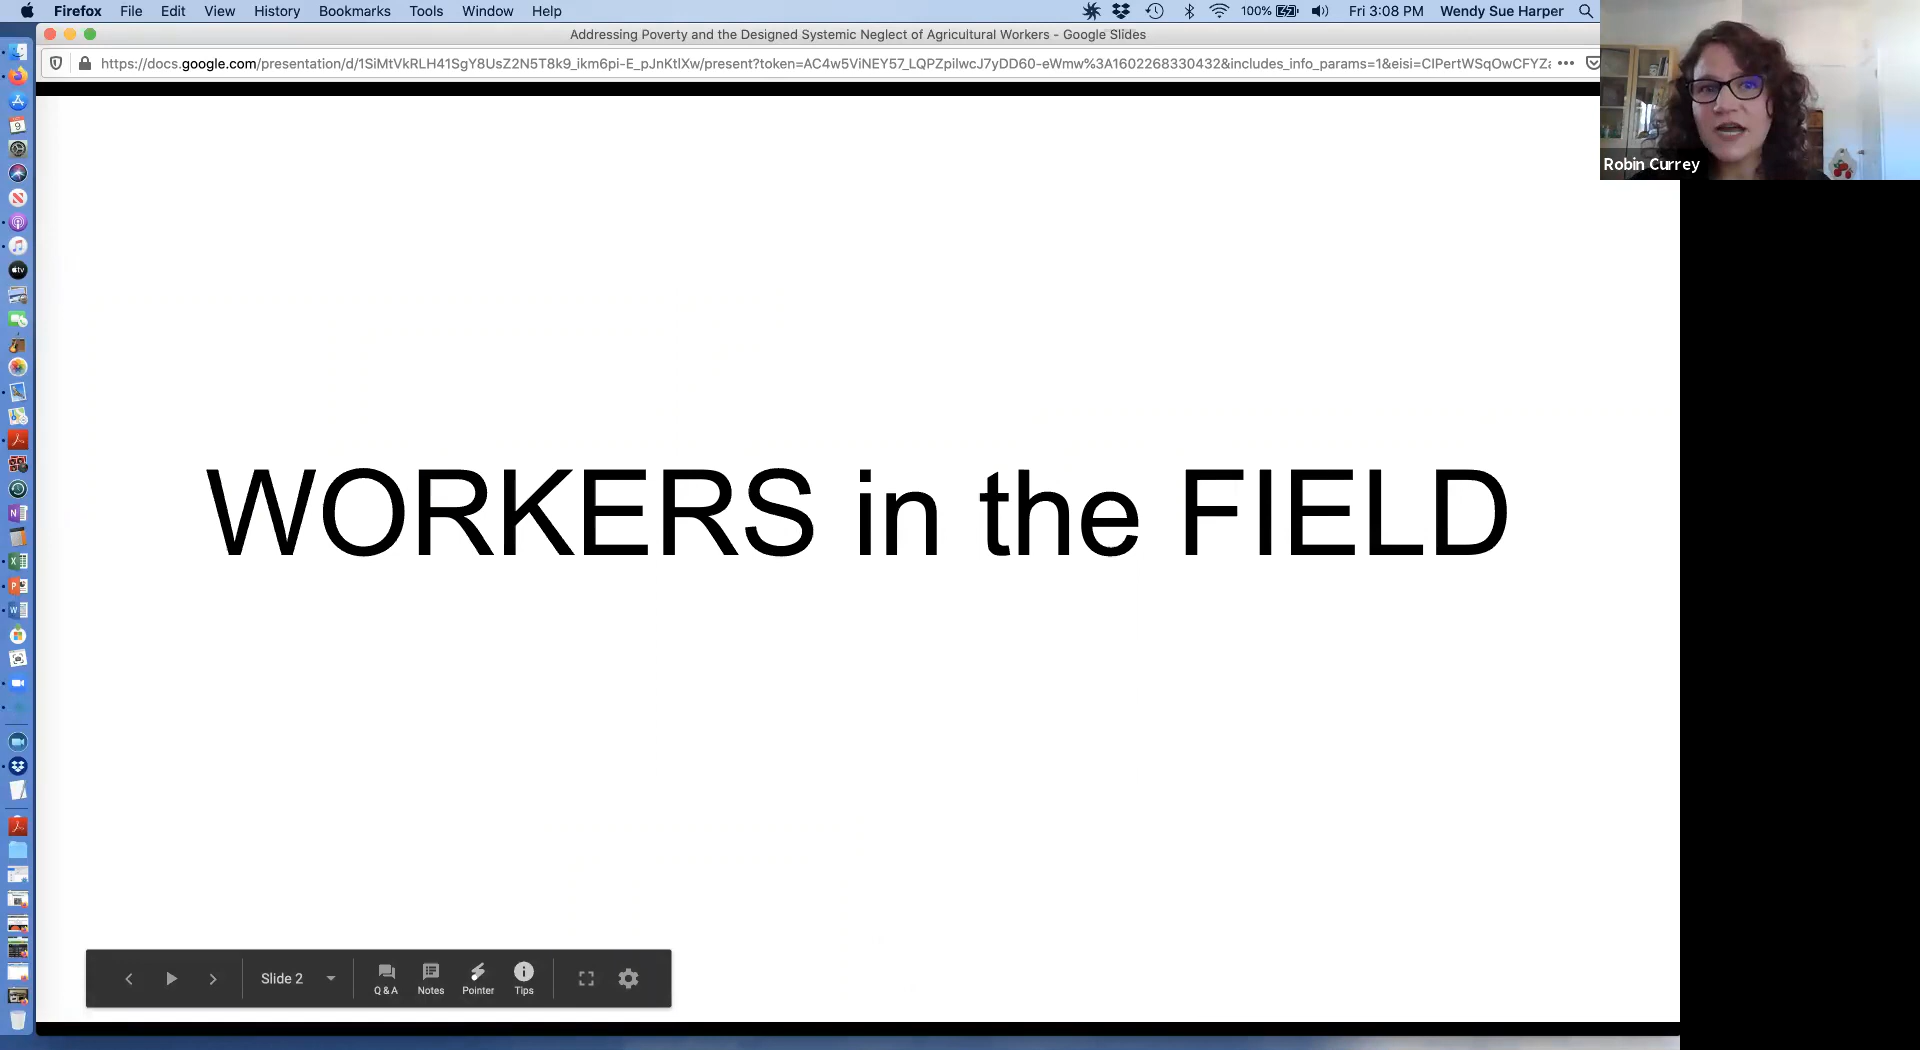 Firefox File Edit View History Bookmarks Tools Window Help 100% Fri 3:08 PM Wendy Sue Harper
Addressing Poverty and the Designed Systemic Neglect of Agricultural Workers - Google Slides
https://docs.google.com/presentation/d/1SiMtVkRLH41SgY8UsZ2N5T8k9_ikm6pi-E_pJnKtlXw/present?token=AC4w5ViNEY57_LQPZpilwcJ7yDD60-eWmw%3A1602268330432&includes_info_params=1&eisi=CIPertWSqOwCFYZ
Robin Currey
WORKERS in the FIELD
Slide 2
Q & A Notes Pointer Tips